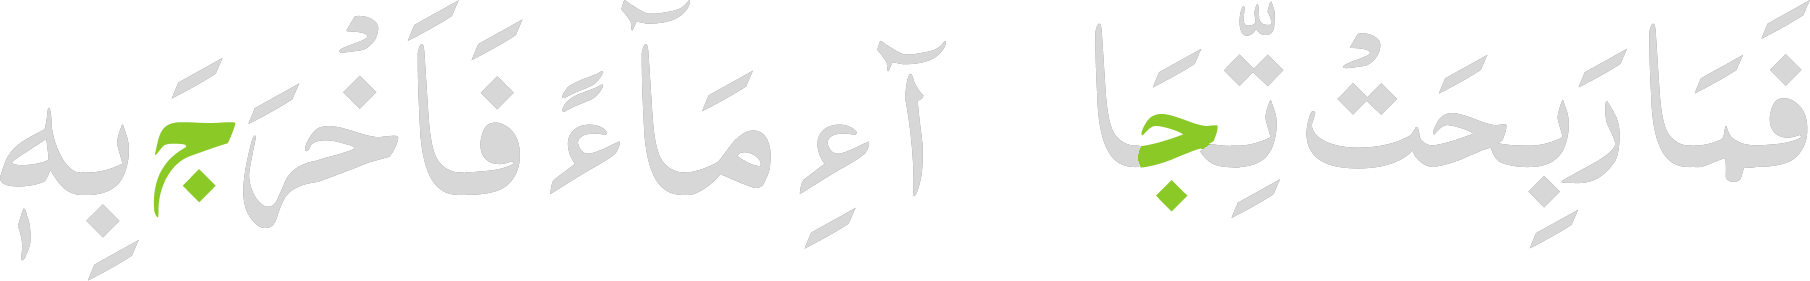 فَمَا رَبِحَتْ تِّجَا آءِ مَآءً فَاَخْرَجَ بِهٖ